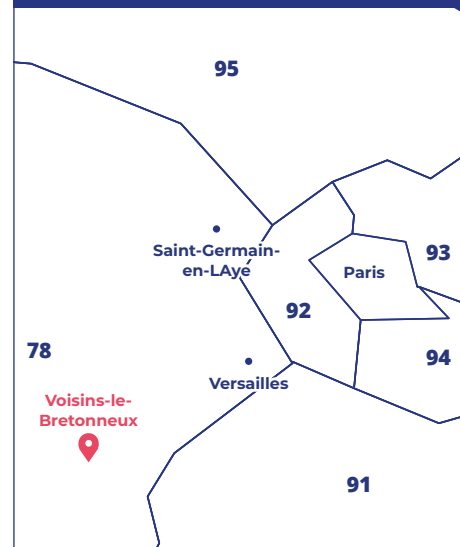 95
Saint-Germain-
en-LAye
93
Paris
92
78
94
Versailles
Voisins-le-
Bretonneux
91